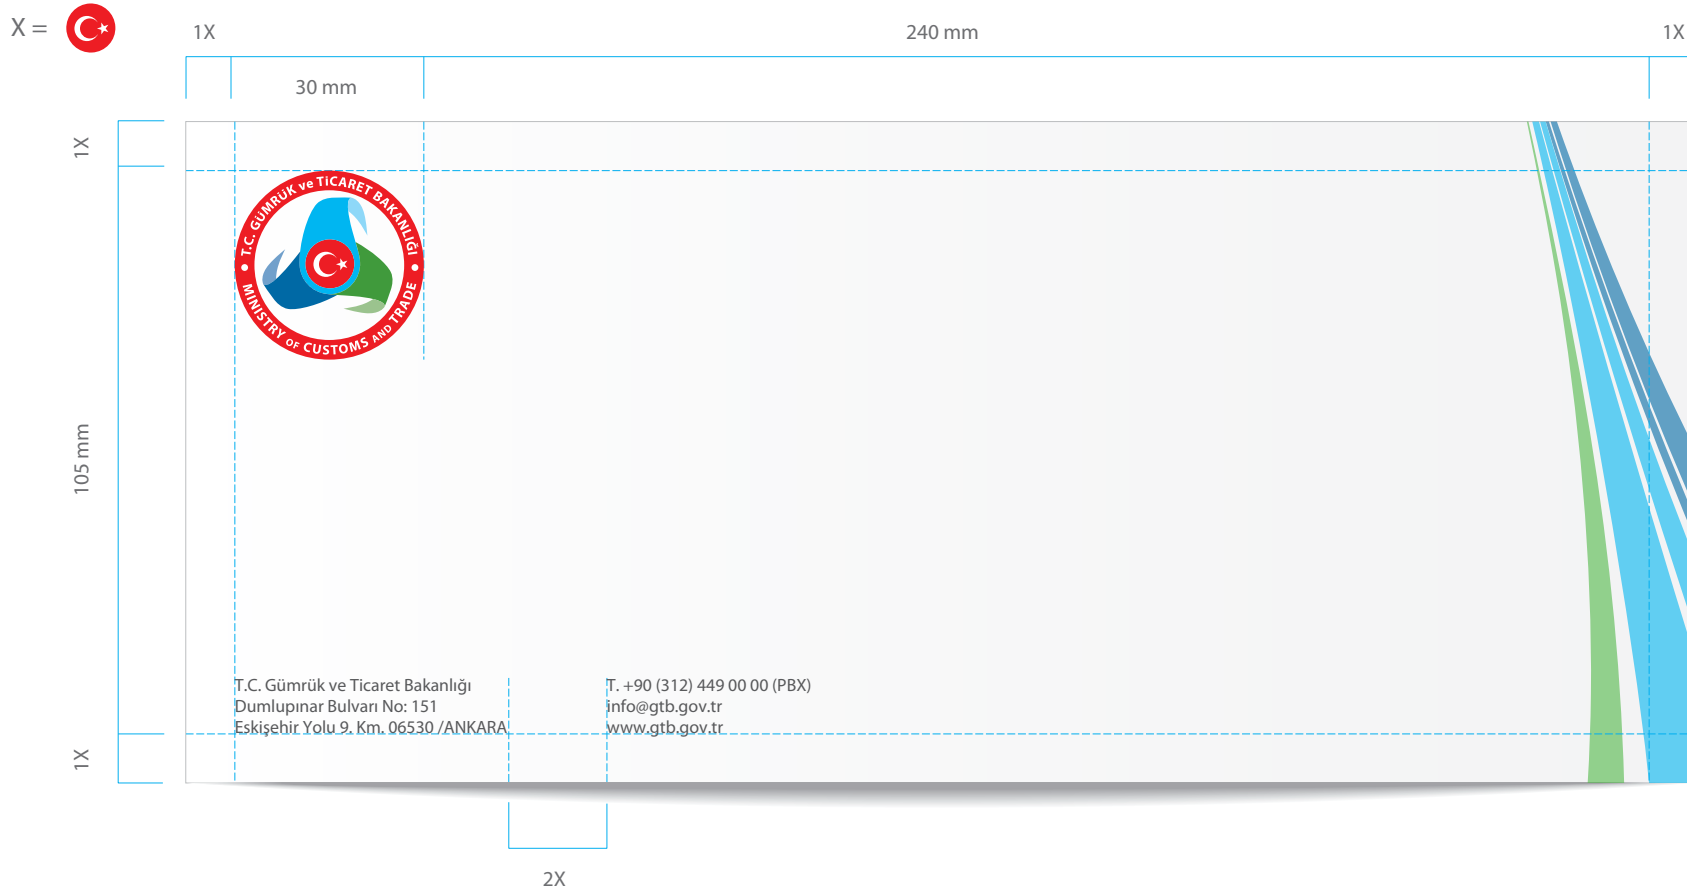 X =
1X
240 mm
1X
30 mm
1X
T.C. GÜMRÜK ve TİCARET BAKANLIĞI
MINISTRY OF CUSTOMS AND TRADE
105 mm
T.C. Gümrük ve Ticaret Bakanlığı
Dumlupınar Bulvarı No: 151
Eskişehir Yolu 9. Km. 06530 /ANKARA
T. +90 (312) 449 00 00 (PBX)
info@gtb.gov.tr
www.gtb.gov.tr
1X
2X